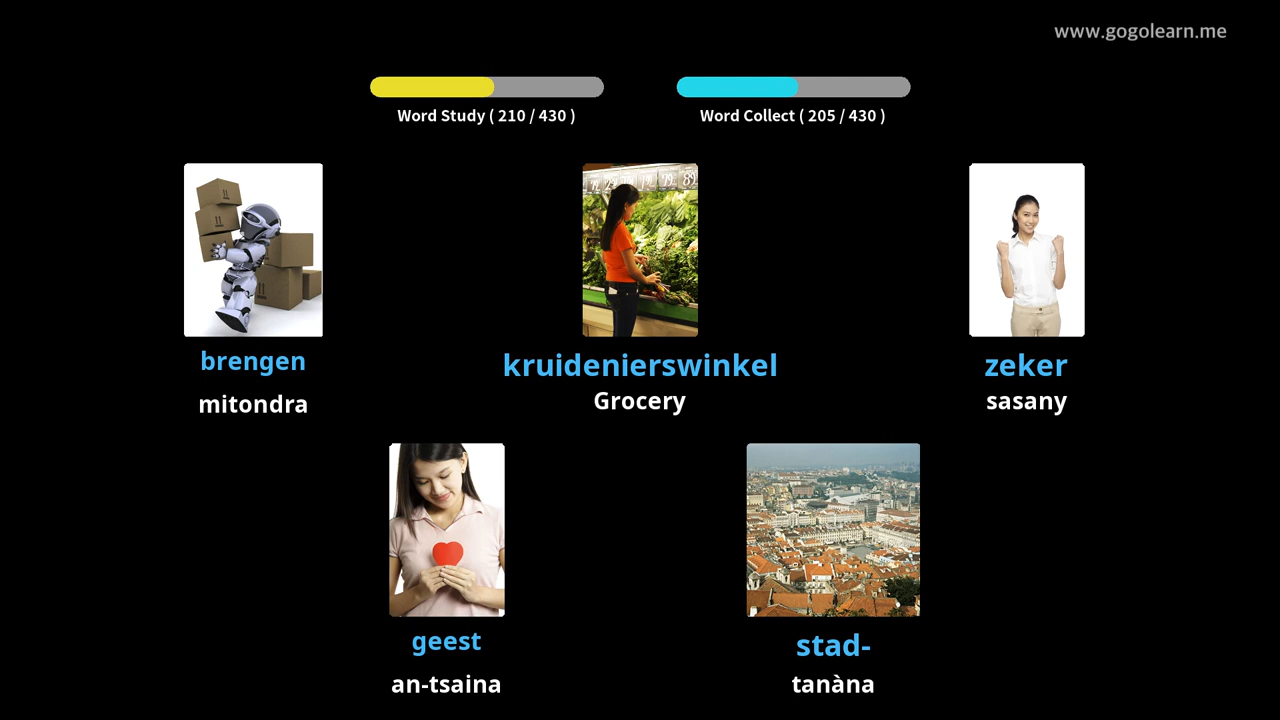 www.gogolearn.me
Word Study ( 210 / 430 )
Word Collect ( 205 / 430 )
brengen
mitondra
kruidenierswinkel
Grocery
zeker
sasany
geest
an-tsaina
stad-
tanàna